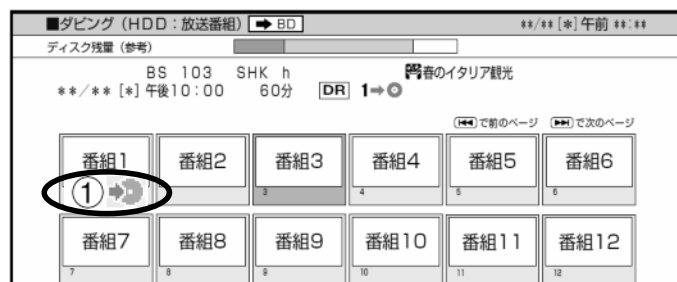 ■ダビング（HDD：放送番組）➡BD　**/**[*]午前 **:**
ディスク残量（参考）
BS 103 SHK h 春のイタリア観光
**/**[*]午後10:00 60分 DR 1➡
⏮で前のページ ⏭で次のページ
番組1 番組2 番組3 番組4 番組5 番組6
① 3 4 5 6
番組7 番組8 番組9 番組10 番組11 番組12
7 8 9 10 11 12